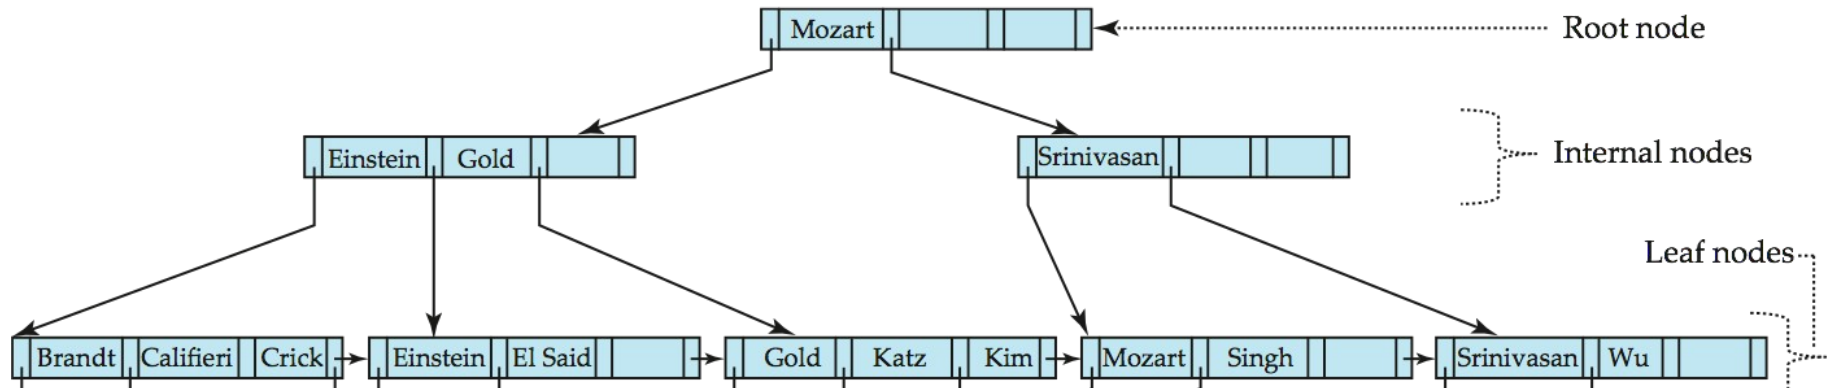 Mozart
Root node
Einstein Gold
Srinivasan
Internal nodes
Leaf nodes
Brandt Califieri Crick Einstein El Said Gold Katz Kim Mozart Singh Srinivasan Wu